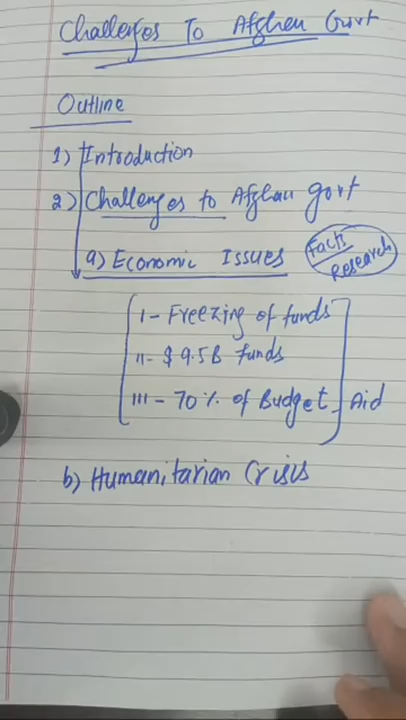 Challenges To Afghan Govt
Outline
1) Introduction
2) Challenges to Afghan govt
a) Economic Issues
Facts
Research
I- Freezing of funds
II- $ 9.5B funds
III- 70% of Budget Aid
b) Humanitarian Crisis